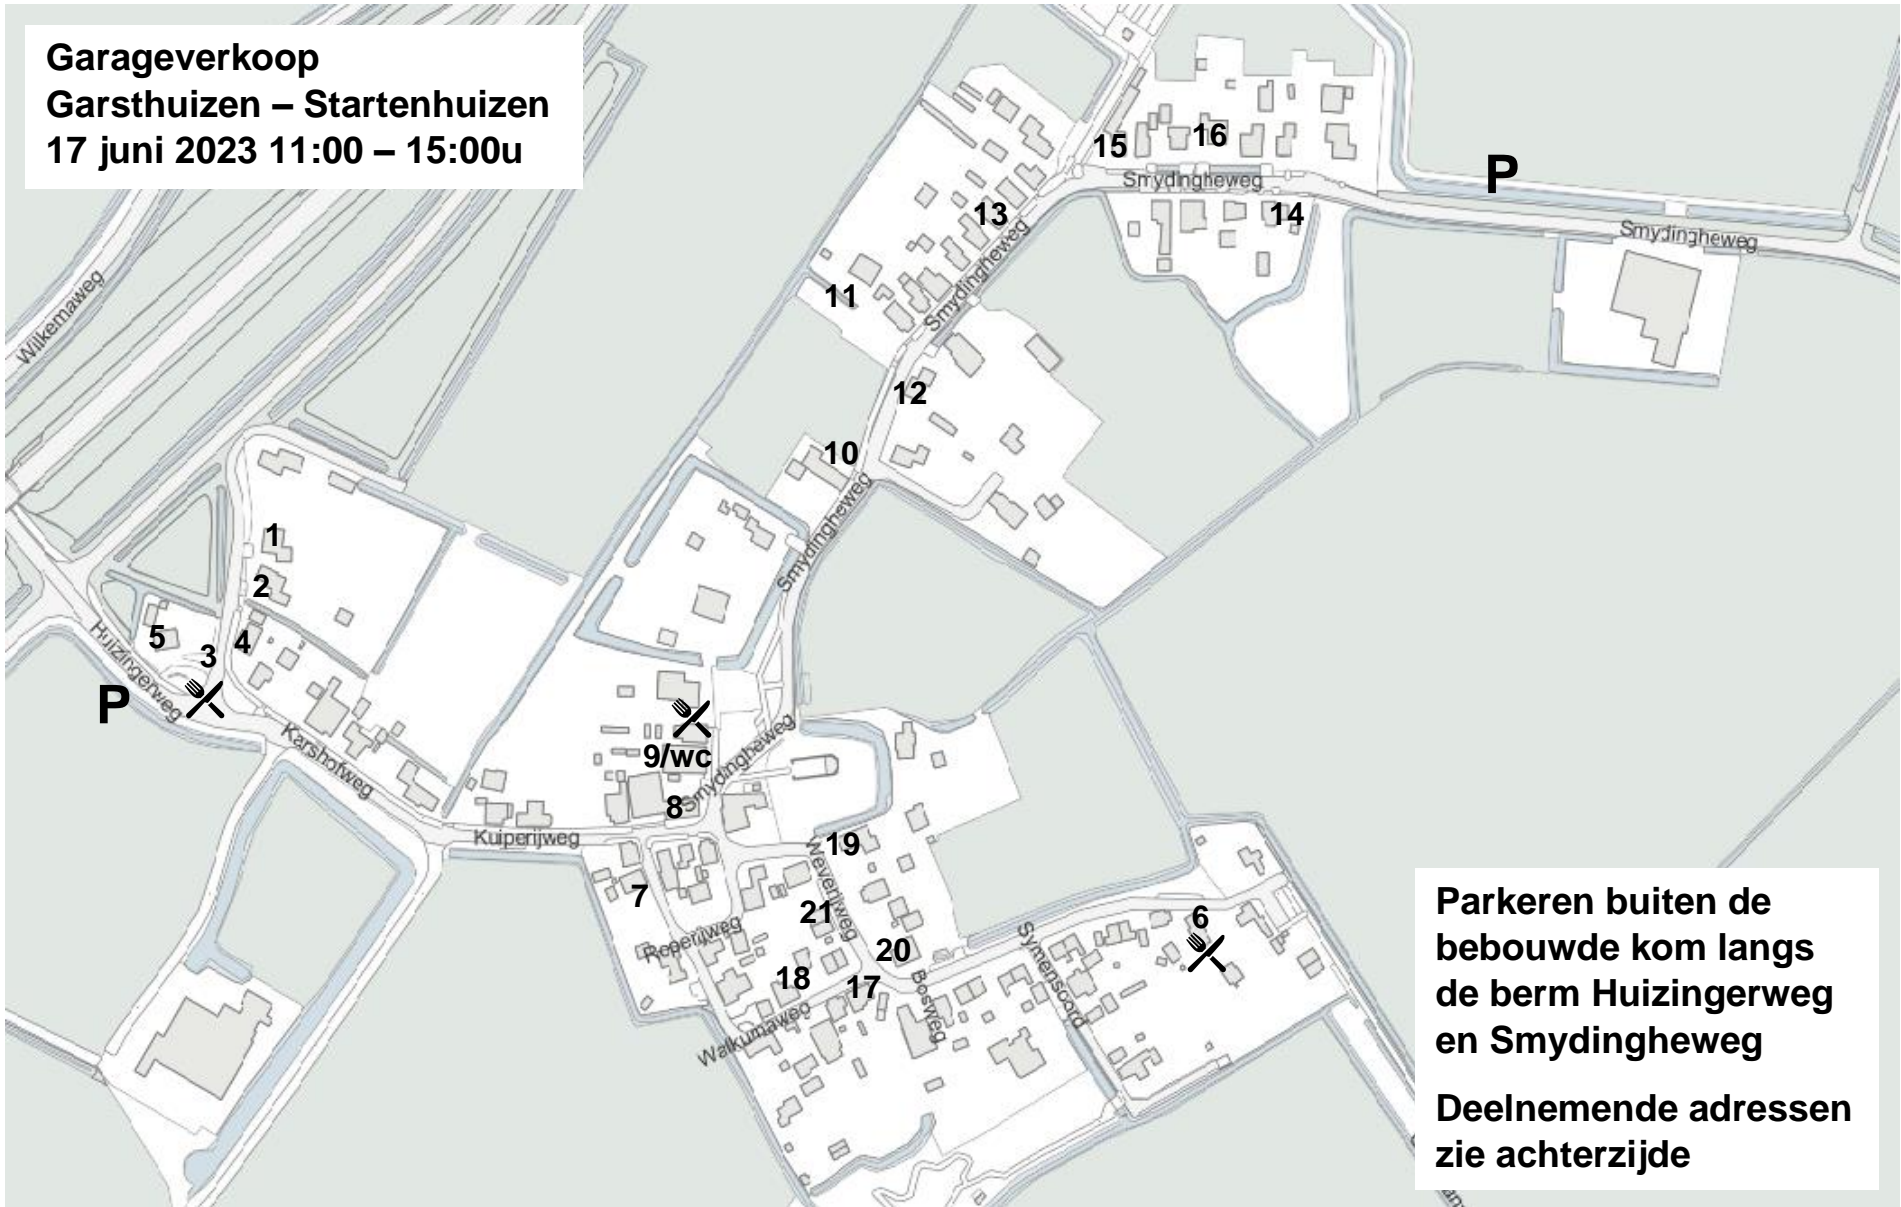 Garageverkoop
Garsthuizen – Startenhuizen
17 juni 2023 11:00 – 15:00u
15
16
P
Smydingheweg
13
14
Smydingheweg
Smydingheweg
11
Wilkemaweg
12
10
Smydingheweg
1
2
5
4
3
Huizingerweg
P
Karshofweg
9/wc
Smydingheweg
8
Kuiperijweg
19
Weverijweg
7
21
Reperijweg
6
20
Symensoord
18
17
Bosweg
Walkumaweg
Parkeren buiten de
bebouwde kom langs
de berm Huizingerweg
en Smydingheweg
Deelnemende adressen
zie achterzijde